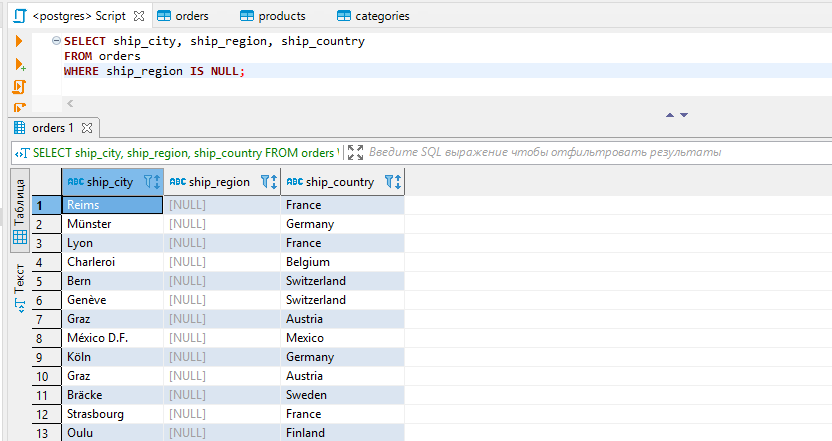 <postgres> Script orders products categories
SELECT ship_city, ship_region, ship_country
FROM orders
WHERE ship_region IS NULL;
orders 1
SELECT ship_city, ship_region, ship_country FROM orders Введите SQL выражение чтобы отфильтровать результаты
Таблица
Текст
ABC ship_city ABC ship_region ABC ship_country
1 Reims [NULL] France
2 Münster [NULL] Germany
3 Lyon [NULL] France
4 Charleroi [NULL] Belgium
5 Bern [NULL] Switzerland
6 Genève [NULL] Switzerland
7 Graz [NULL] Austria
8 México D.F. [NULL] Mexico
9 Köln [NULL] Germany
10 Graz [NULL] Austria
11 Bräcke [NULL] Sweden
12 Strasbourg [NULL] France
13 Oulu [NULL] Finland